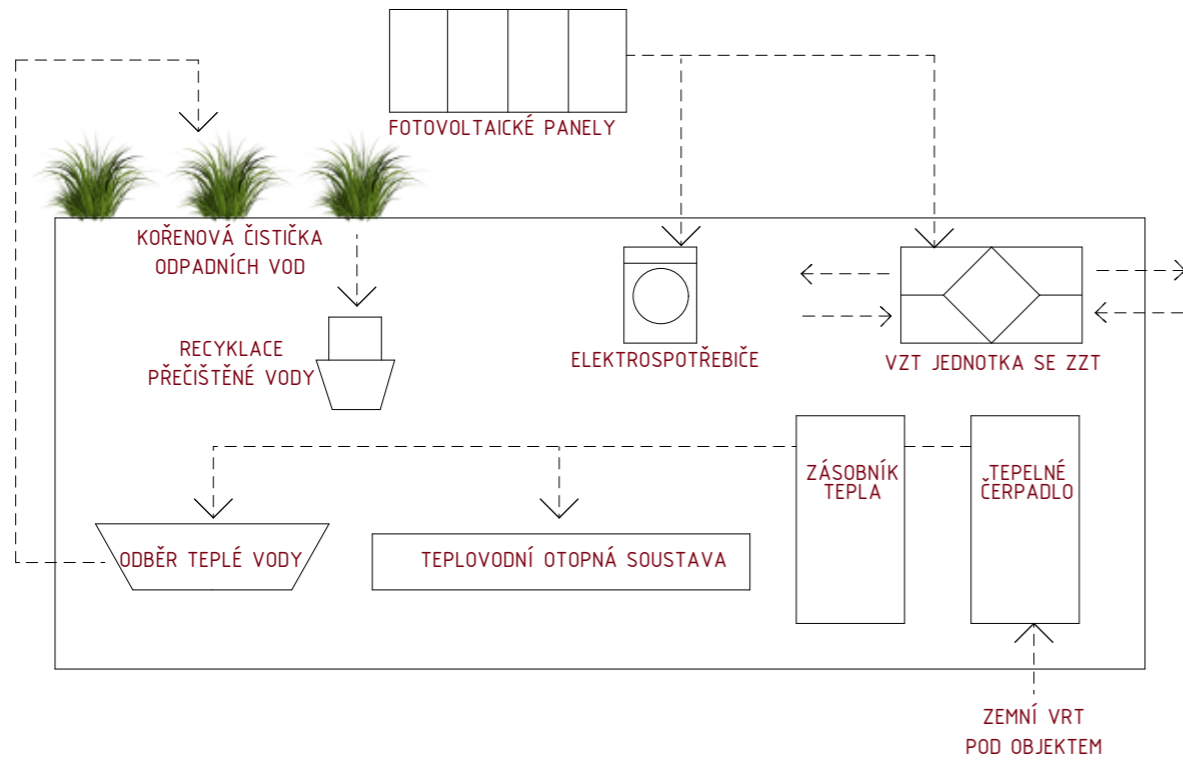 FOTOVOLTAICKÉ PANELY
KOŘENOVÁ ČISTIČKA
ODPADNÍCH VOD
RECYKLACE
PŘEČIŠTĚNÉ VODY
ELEKTROSPOTŘEBIČE
VZT JEDNOTKA SE ZZT
ZÁSOBNÍK
TEPLA
TEPELNÉ
ČERPADLO
ODBĚR TEPLÉ VODY
TEPLOVODNÍ OTOPNÁ SOUSTAVA
ZEMNÍ VRT
POD OBJEKTEM